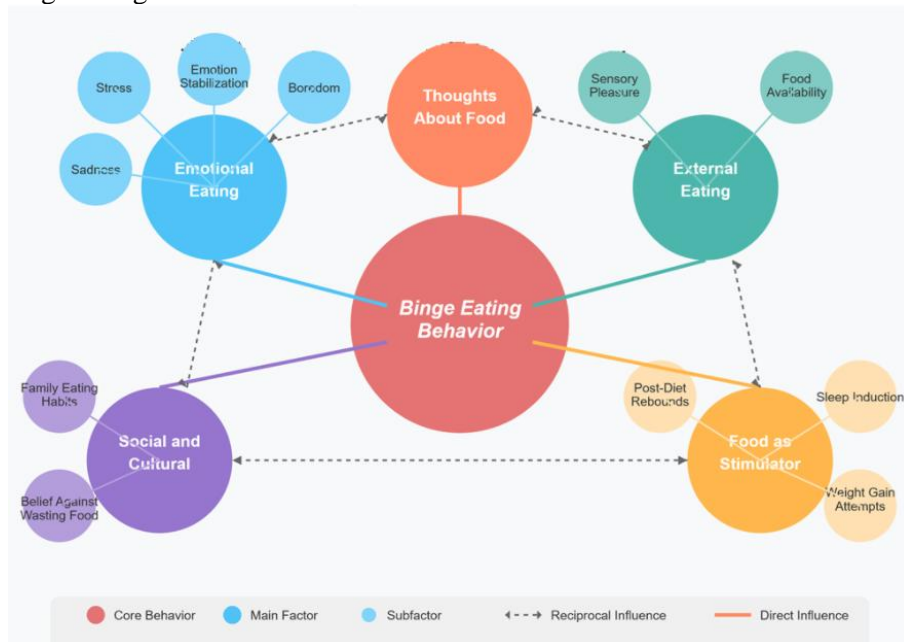 Emotion
Stabilization
Stross
Borodom
Sadness
Emotional
Eating
Thoughts
About Food
Sensory
Pleasure
Food
Availability
External
Eating
Binge Eating
Behavior
Family Eating
Habits
Social and
Cultural
Belief Against
Wasting Food
Post-Diet
Rebounds
Sleep Induction
Food as
Stimulator
Weight Gain
Attempts
Core Behavior
Main Factor
Subfactor
Reciprocal Influence
Direct Influence